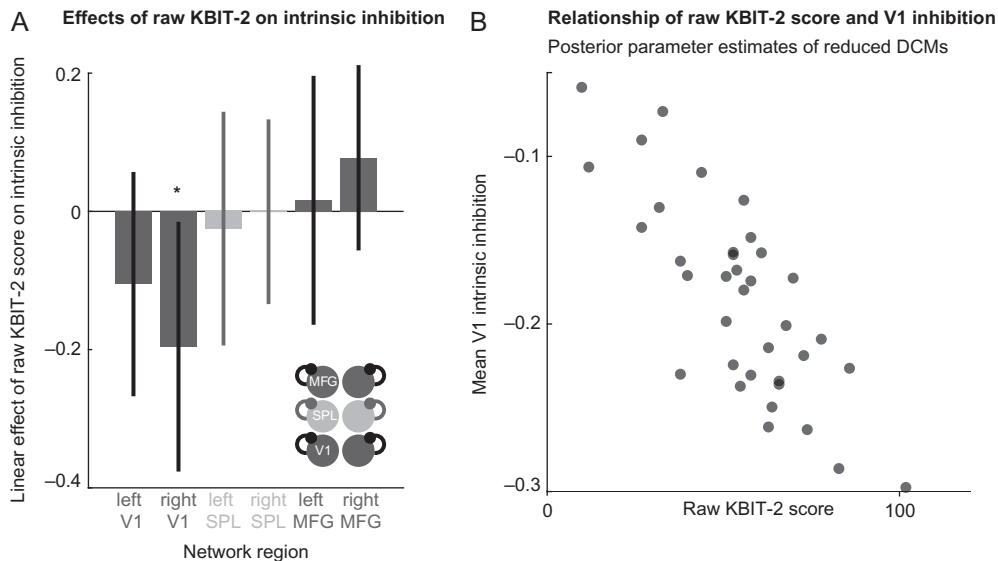 A
Effects of raw KBIT-2 on intrinsic inhibition
Linear effect of raw KBIT-2 score on intrinsic inhibition
0.2
0
–0.2
–0.4
*
MFG
SPL
V1
left right left right left right
V1 V1 SPL SPL MFG MFG
Network region
B
Relationship of raw KBIT-2 score and V1 inhibition
Posterior parameter estimates of reduced DCMs
Mean V1 intrinsic inhibition
–0.1
–0.2
–0.3
0 100
Raw KBIT-2 score